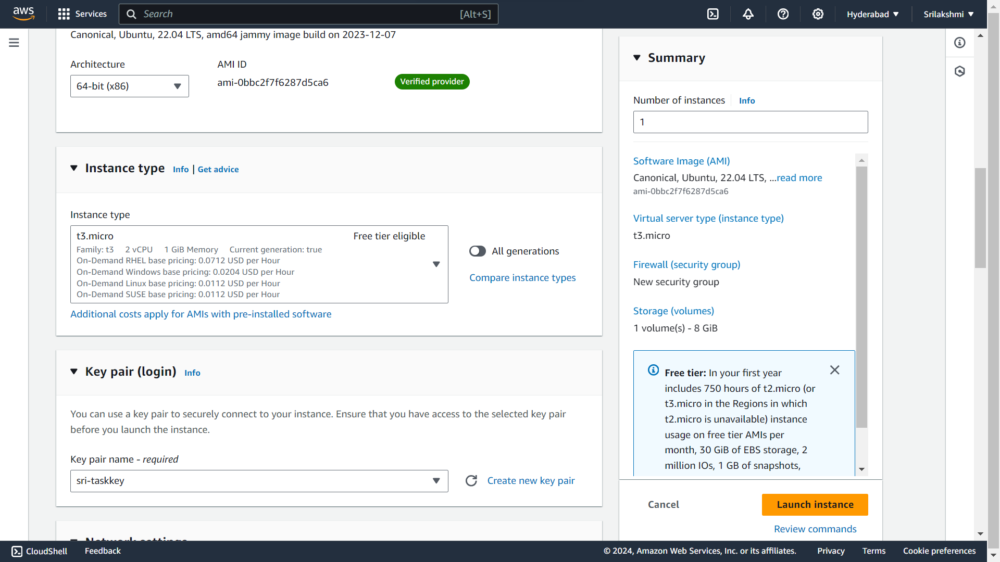 aws
Services
Search
[Alt+S]
Hyderabad
Srilakshmi
Canonical, Ubuntu, 22.04 LTS, amd64 jammy image build on 2023-12-07
Architecture
AMI ID
64-bit (x86)
ami-0bbc2f7f6287d5ca6
Verified provider
Instance type
Info | Get advice
Instance type
t3.micro
Free tier eligible
Family: t3 2 vCPU 1 GiB Memory Current generation: true
On-Demand RHEL base pricing: 0.0712 USD per Hour
On-Demand Windows base pricing: 0.0204 USD per Hour
On-Demand Linux base pricing: 0.0112 USD per Hour
On-Demand SUSE base pricing: 0.0112 USD per Hour
All generations
Compare instance types
Additional costs apply for AMIs with pre-installed software
Key pair (login)
Info
You can use a key pair to securely connect to your instance. Ensure that you have access to the selected key pair
before you launch the instance.
Key pair name - required
sri-taskkey
Create new key pair
Network settings
Summary
Number of instances
Info
1
Software Image (AMI)
Canonical, Ubuntu, 22.04 LTS, ...read more
ami-0bbc2f7f6287d5ca6
Virtual server type (instance type)
t3.micro
Firewall (security group)
New security group
Storage (volumes)
1 volume(s) - 8 GiB
Free tier: In your first year
includes 750 hours of t2.micro (or
t3.micro in the Regions in which
t2.micro is unavailable) instance
usage on free tier AMIs per
month, 30 GiB of EBS storage, 2
million IOs, 1 GB of snapshots,
Cancel
Launch instance
Review commands
CloudShell
Feedback
© 2024, Amazon Web Services, Inc. or its affiliates.
Privacy
Terms
Cookie preferences